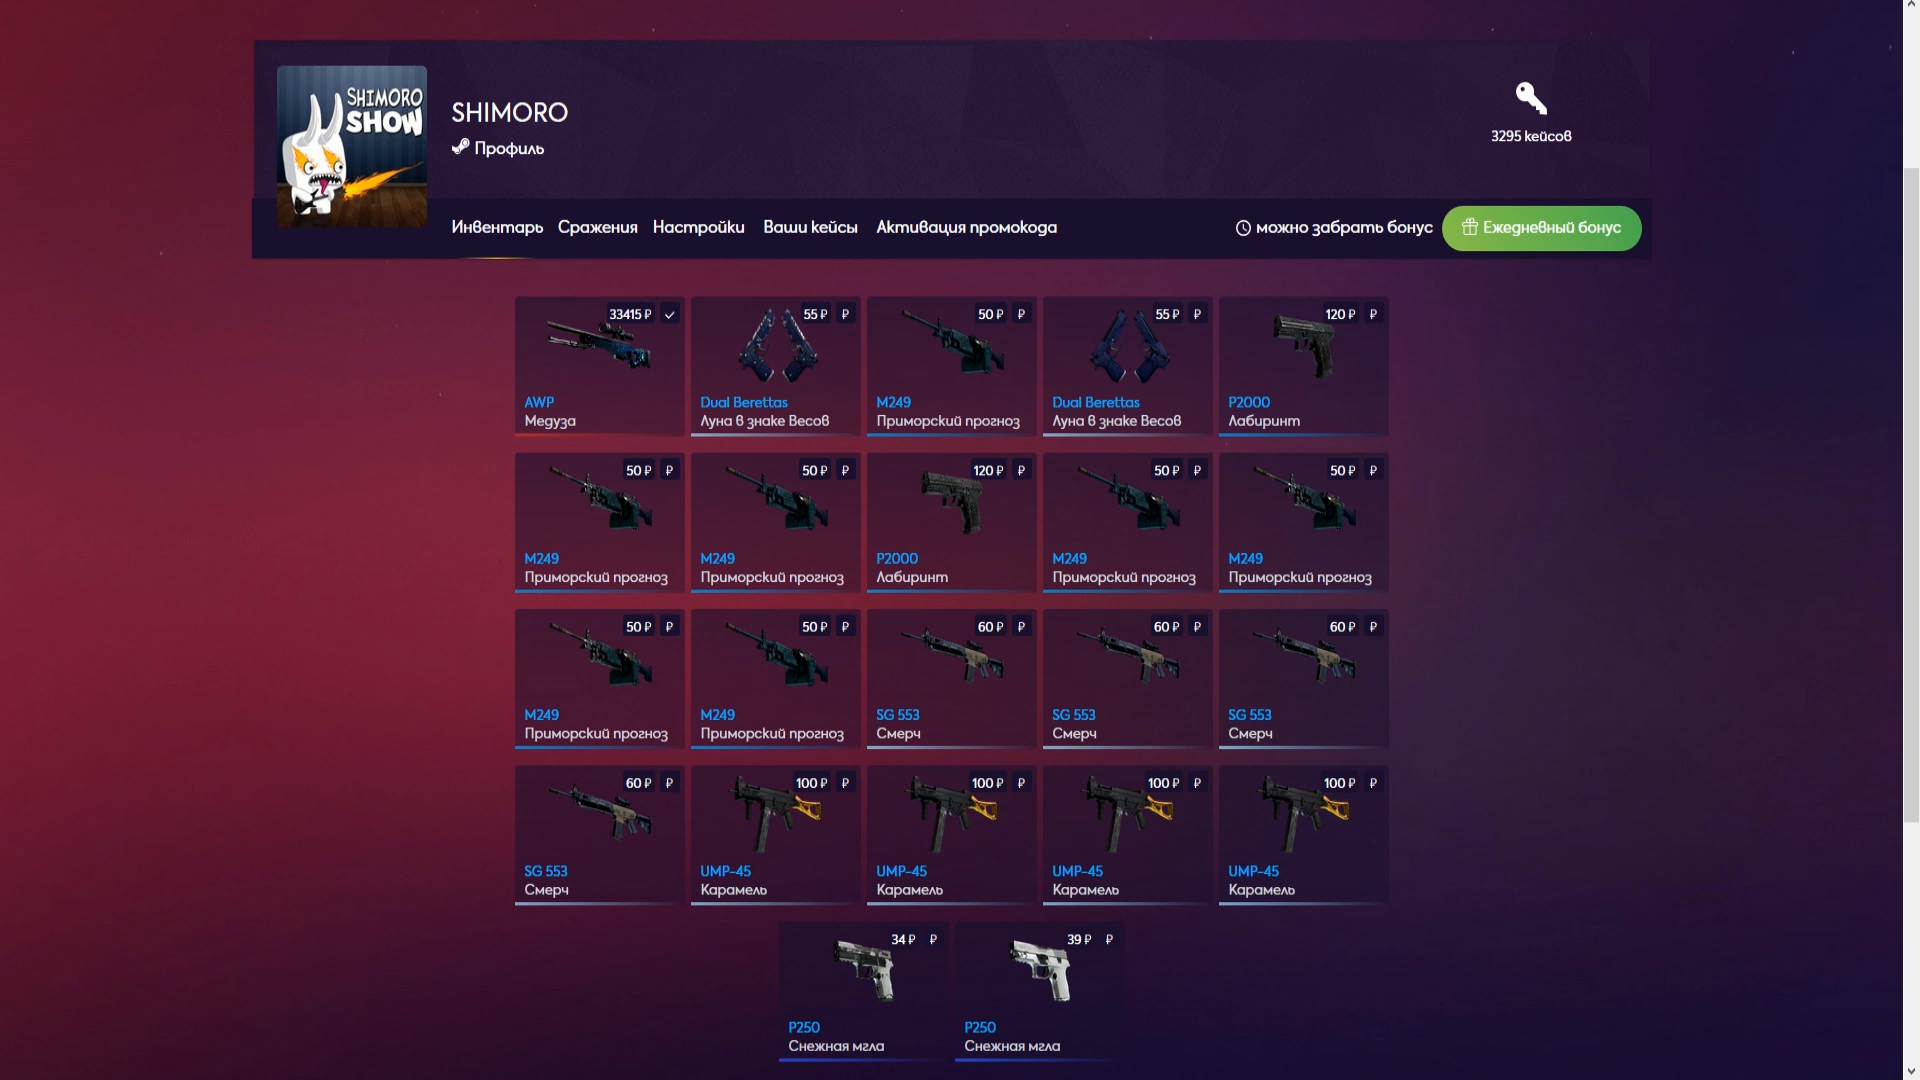 SHIMORO
SHOW
SHIMORO
Профиль
3295 кейсов
Инвентарь Сражения Настройки Ваши кейсы Активация промокода можно забрать бонус Ежедневный бонус
33415 ₽
AWP
Медуза
55 ₽ ₽
Dual Berettas
Луна в знаке Весов
50 ₽ ₽
M249
Приморский прогноз
55 ₽ ₽
Dual Berettas
Луна в знаке Весов
120 ₽ ₽
P2000
Лабиринт
50 ₽ ₽
M249
Приморский прогноз
50 ₽ ₽
M249
Приморский прогноз
120 ₽ ₽
P2000
Лабиринт
50 ₽ ₽
M249
Приморский прогноз
50 ₽ ₽
M249
Приморский прогноз
50 ₽ ₽
M249
Приморский прогноз
50 ₽ ₽
M249
Приморский прогноз
60 ₽ ₽
SG 553
Смерч
60 ₽ ₽
SG 553
Смерч
60 ₽ ₽
SG 553
Смерч
60 ₽ ₽
SG 553
Смерч
100 ₽ ₽
UMP-45
Карамель
100 ₽ ₽
UMP-45
Карамель
100 ₽ ₽
UMP-45
Карамель
100 ₽ ₽
UMP-45
Карамель
34 ₽ ₽
P250
Снежная мгла
39 ₽ ₽
P250
Снежная мгла